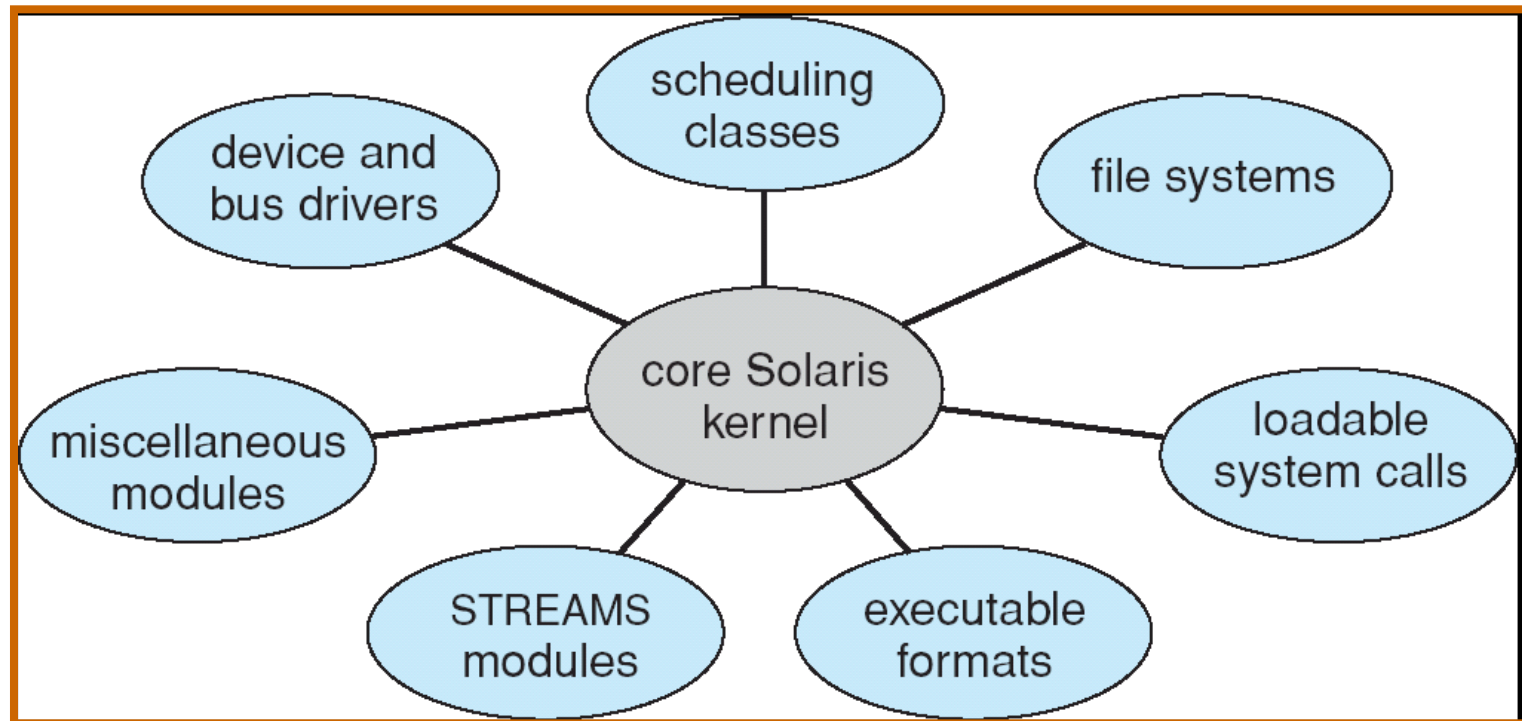 scheduling
classes
device and
bus drivers
file systems
core Solaris
kernel
miscellaneous
modules
loadable
system calls
STREAMS
modules
executable
formats